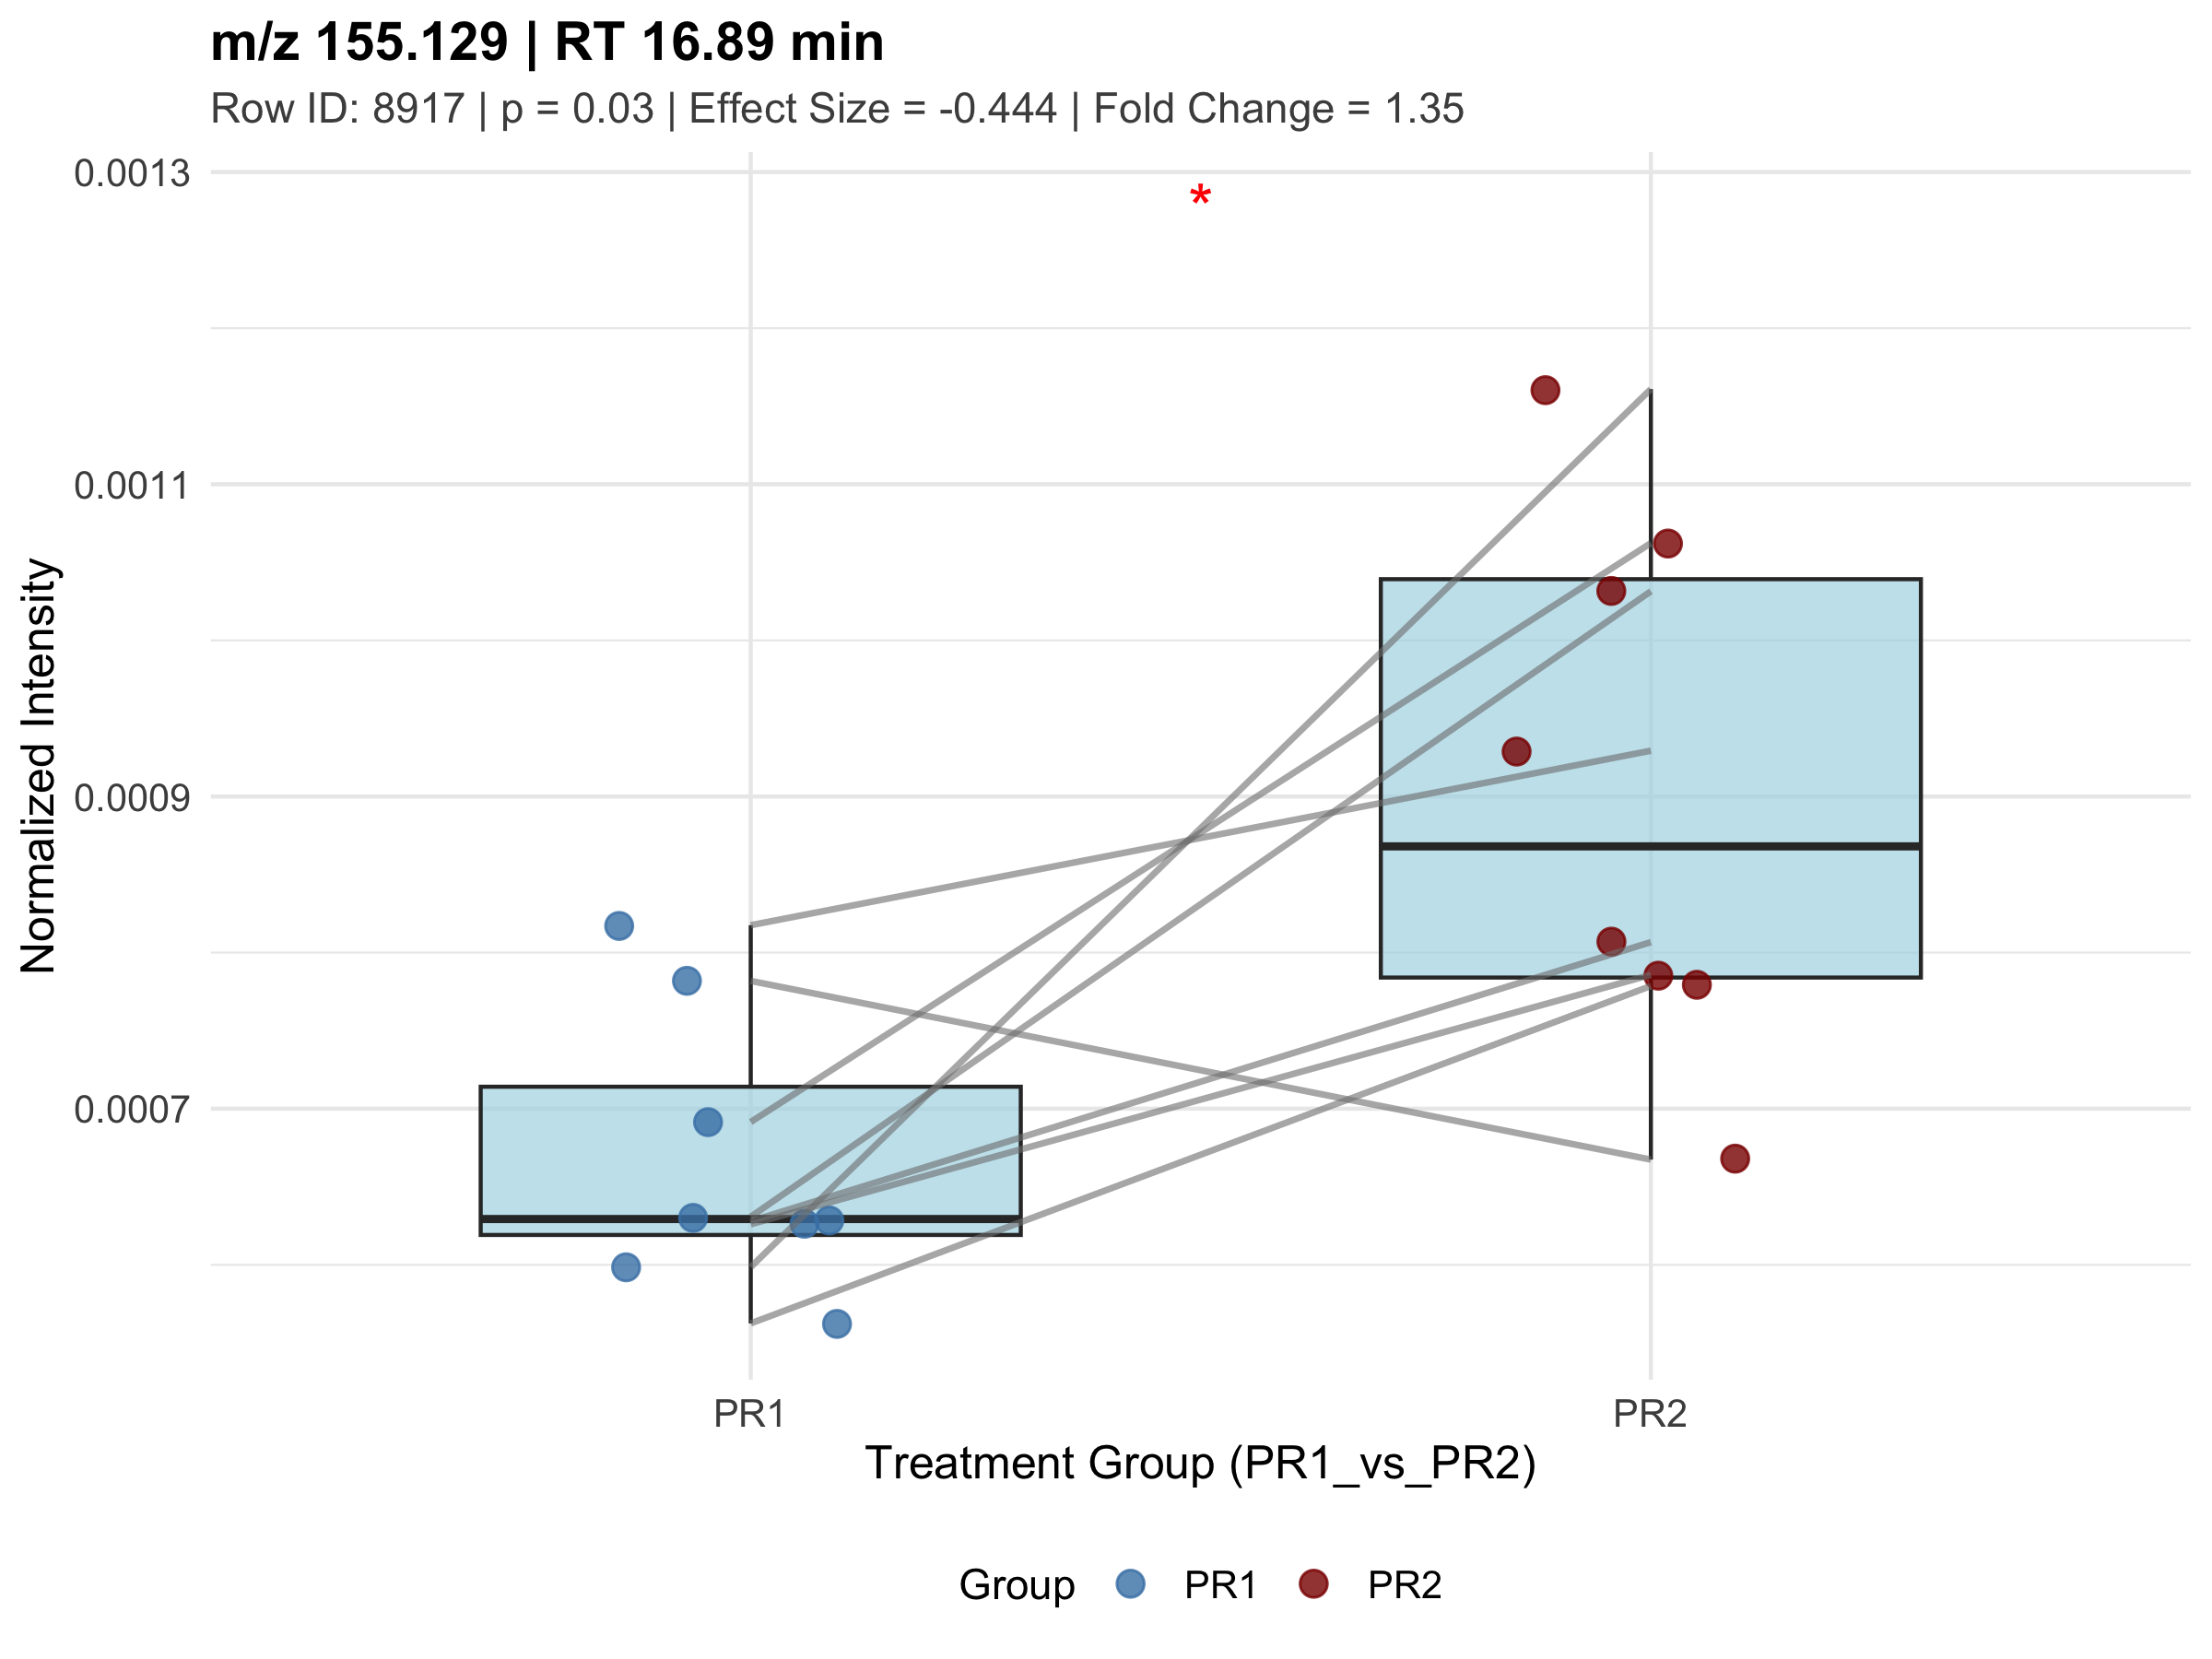 m/z 155.129 | RT 16.89 min
Row ID: 8917 | p = 0.03 | Effect Size = -0.444 | Fold Change = 1.35
*
0.0013
0.0011
0.0009
0.0007
Normalized Intensity
PR1
PR2
Treatment Group (PR1_vs_PR2)
Group PR1 PR2